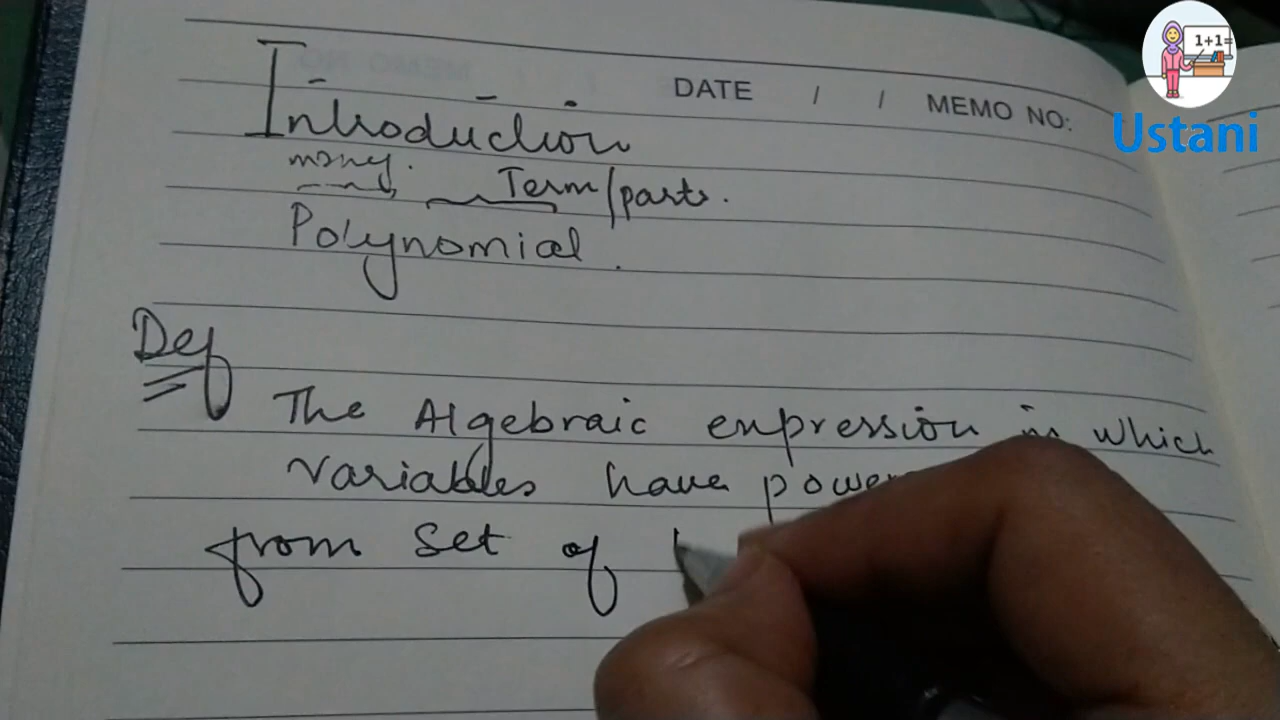 1+1=
Ustani
DATE / / MEMO NO:
Introduction
many.
Term/parts.
Polynomial.
Def
The Algebraic expression in which
variables have power
from set of